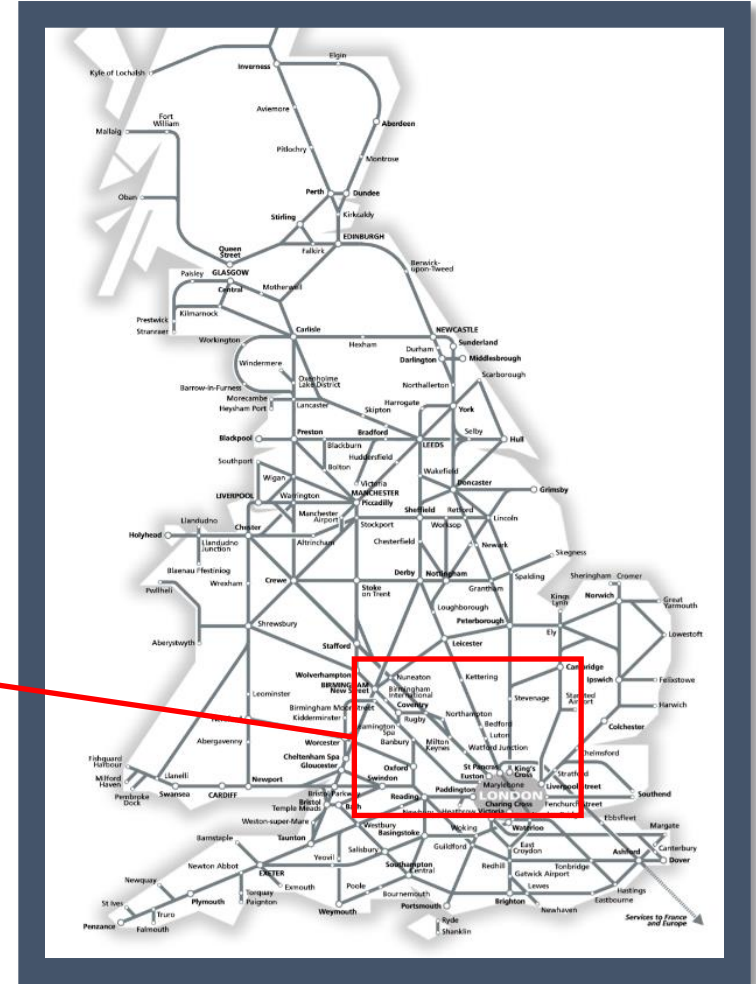 Elgin
Inverness
Kyle of Lochalsh
Aviemore
Fort
William
Aberdeen
Mallaig
Pitlochry
Montrose
Perth
Dundee
Oban
Stirling
Kirkcaldy
EDINBURGH
Queen
Street
Falkirk
Berwick-
upon-Tweed
Paisley
GLASGOW
Central
Motherwell
Prestwick
Kilmarnock
Stranraer
Carlisle
NEWCASTLE
Workington
Hexham
Durham
Sunderland
Darlington
Middlesbrough
Windermere
Scarborough
Oxenholme
Lake District
Barrow-in-Furness
Northallerton
Morecambe
Lancaster
Harrogate
York
Heysham Port
Skipton
Blackpool
Preston
Bradford
Selby
Blackburn
LEEDS
Hull
Southport
Huddersfield
Bolton
Wakefield
Wigan
Victoria
Doncaster
MANCHESTER
Grimsby
LIVERPOOL
Warrington
Piccadilly
Manchester
Airport
Sheffield
Retford
Llandudno
Stockport
Worksop
Lincoln
Holyhead
Chester
Llandudno
Junction
Altrincham
Chesterfield
Newark
Skegness
Blaenau Ffestiniog
Derby
Nottingham
Sheringham
Cromer
Pwllheli
Wrexham
Crewe
Stoke
on Trent
Spalding
Grantham
Kings
Lynn
Norwich
Great
Yarmouth
Loughborough
Shrewsbury
Peterborough
Ely
Lowestoft
Aberystwyth
Stafford
Leicester
Cambridge
Wolverhampton
Nuneaton
Kettering
Ipswich
Felixstowe
BIRMINGHAM
New Street
Birmingham
International
Leominster
Stevenage
Stansted
Airport
Coventry
Harwich
Birmingham Moor Street
Kidderminster
Rugby
Northampton
Bedford
Colchester
Leamington
Spa
Luton
Worcester
Banbury
Milton
Keynes
Watford Junction
Chelmsford
Abergavenny
Cheltenham Spa
Fishguard
Harbour
Gloucester
Oxford
St Pancras
King's
Cross
Euston
Stratford
Milford
Haven
Llanelli
Newport
Swindon
Marylebone
Liverpool Street
Paddington
LONDON
Southend
Pembroke
Dock
Swansea
CARDIFF
Bristol Parkway
Reading
Charing Cross
Fenchurch Street
Bristol
Temple Meads
Bath
Newbury
Heathrow
Victoria
Ebbsfleet
Weston-super-Mare
Westbury
Waterloo
Margate
Barnstaple
Taunton
Basingstoke
Woking
East
Croydon
Canterbury
Salisbury
Guildford
Yeovil
Redhill
Tonbridge
Ashford
Dover
Newton Abbot
EXETER
Southampton
Central
Gatwick Airport
Newquay
Exmouth
Poole
Lewes
Hastings
St Ives
Torquay
Paignton
Plymouth
Bournemouth
Eastbourne
Truro
Weymouth
Portsmouth
Brighton
Newhaven
Penzance
Falmouth
Ryde
Shanklin
Services to France
and Europe